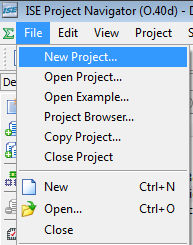 ISE Project Navigator (O.40d) - D
File Edit View Project S
New Project...
Open Project...
Open Example...
Project Browser...
Copy Project...
Close Project
New Ctrl+N
Open... Ctrl+O
Close
De